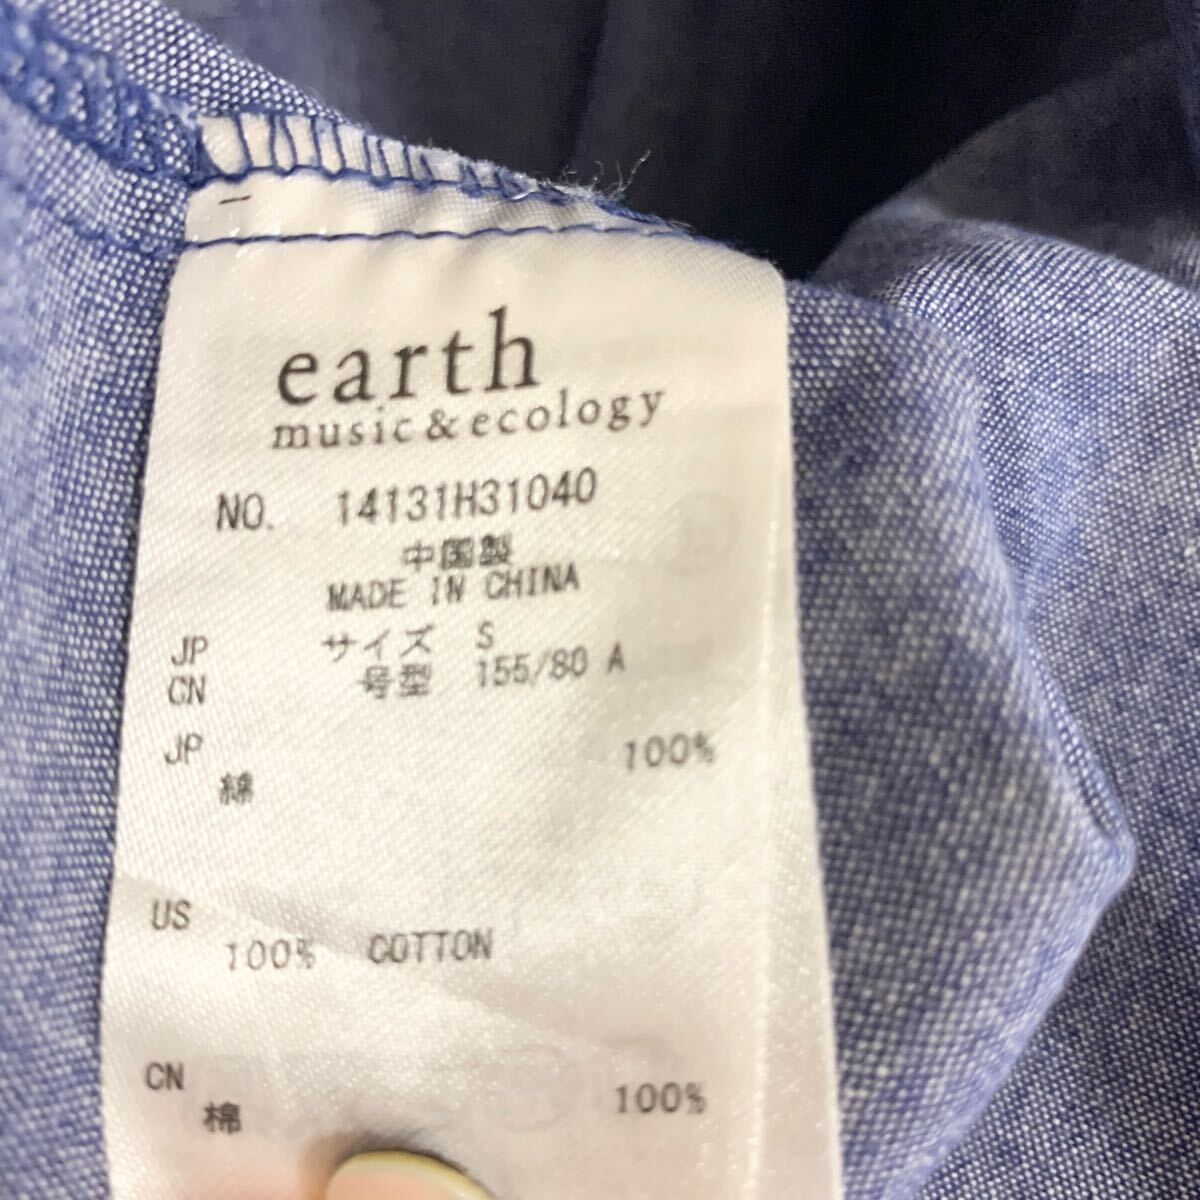 earth
music & ecology
NO. 14131H31040
中国製
MADE IN CHINA
JP サイズ S
CN 号型 155/80 A
JP 100%
綿
US
100% COTTON
CN 100%
棉